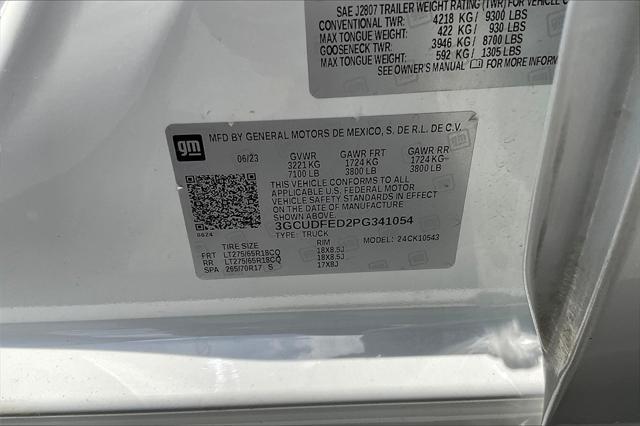 SAE J2807 TRAILER WEIGHT RATING (TWR) FOR VEHICLE
CONVENTIONAL TWR: 4218 KG / 9300 LBS
MAX TONGUE WEIGHT: 422 KG / 930 LBS
GOOSENECK TWR: 3946 KG / 8700 LBS
MAX TONGUE WEIGHT: 592 KG / 1305 LBS
SEE OWNER'S MANUAL FOR MORE INFORM
gm MFD BY GENERAL MOTORS DE MEXICO, S. DE R.L. DE C.V.
06/23 GVWR GAWR FRT GAWR RR
3221 KG 1724 KG 1724 KG
7100 LB 3800 LB 3800 LB
THIS VEHICLE CONFORMS TO ALL
APPLICABLE U.S. FEDERAL MOTOR
VEHICLE SAFETY STANDARDS IN EFFECT
ON THE DATE OF MANUFACTURE
SHOWN ABOVE.
3GCUDFED2PG341054
TYPE: TRUCK MODEL: 24CK10543
TIRE SIZE RIM
FRT LT275/65R18CQ 18X8.5J
RR LT275/65R18CQ 18X8.5J
SPA 265/70R17 S 17X8J